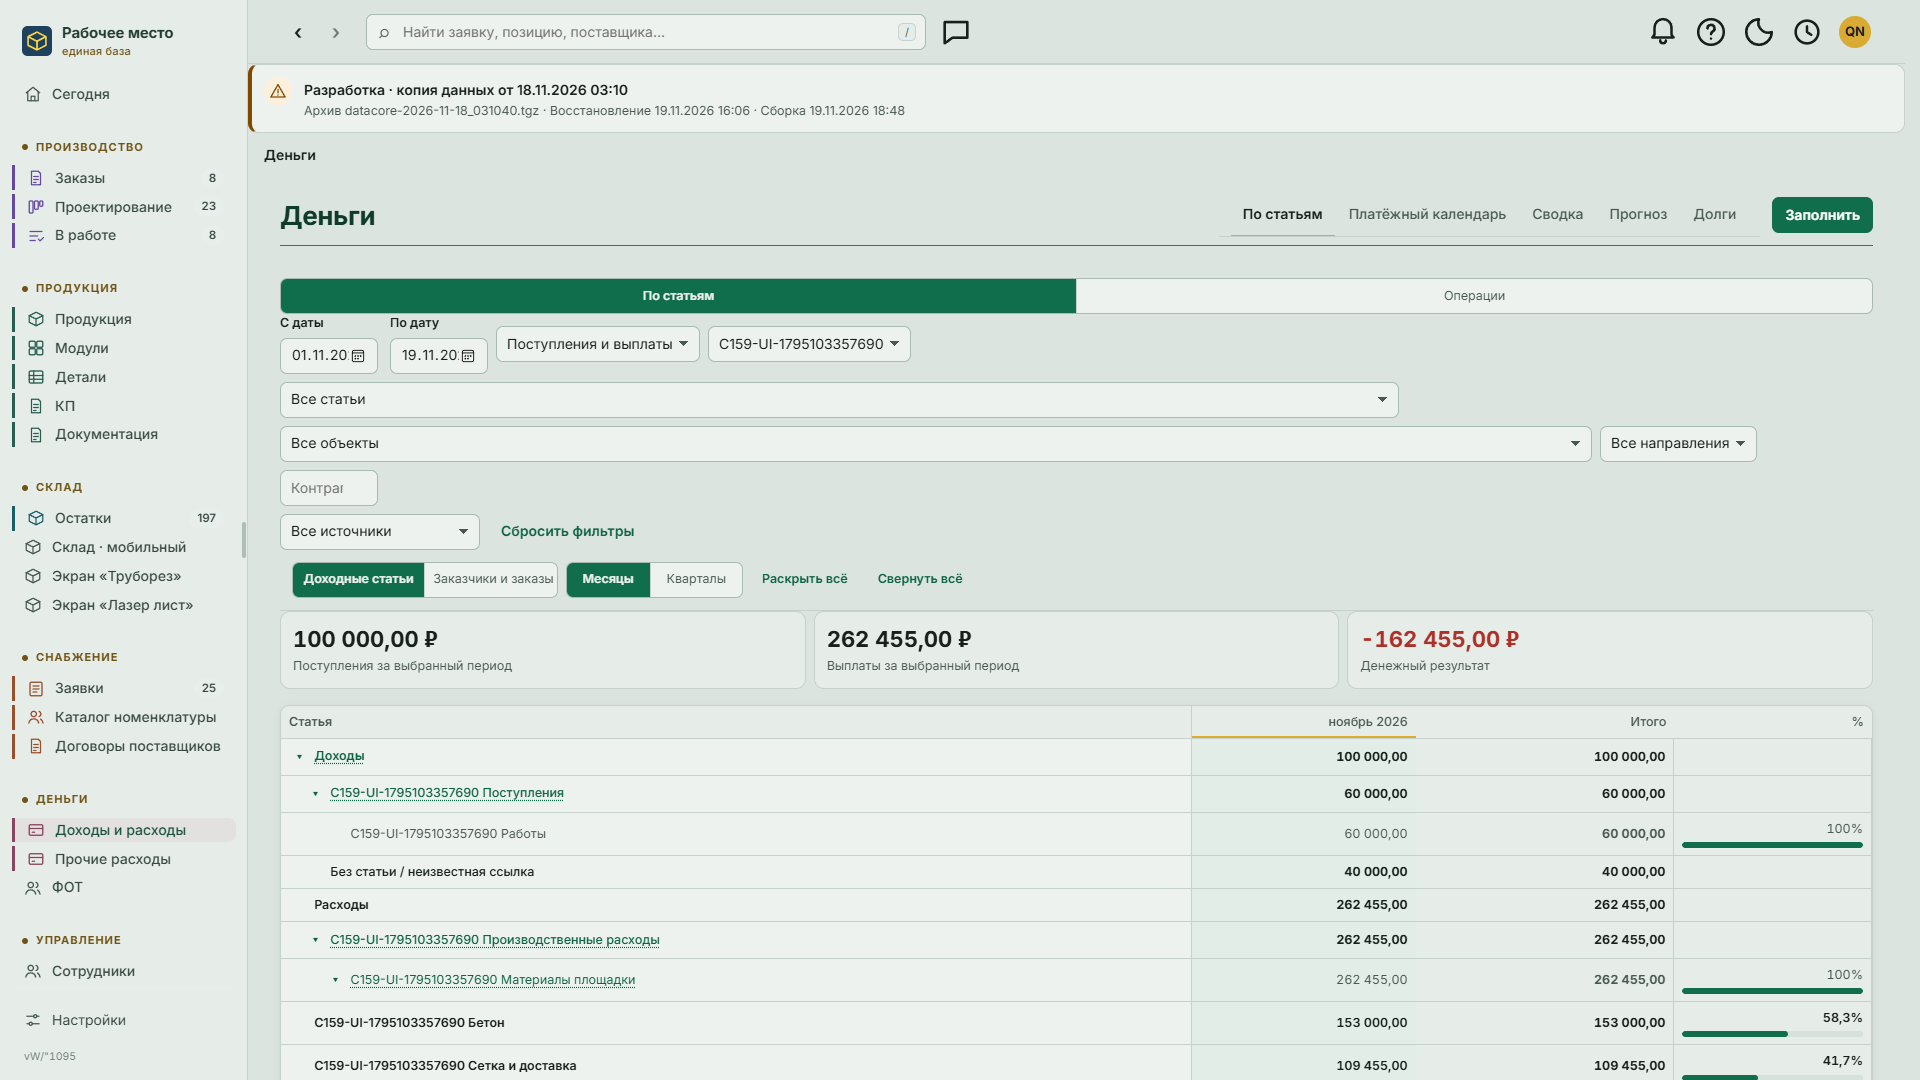 Рабочее место
единая база
Сегодня
ПРОИЗВОДСТВО
Заказы 8
Проектирование 23
В работе 8
ПРОДУКЦИЯ
Продукция
Модули
Детали
КП
Документация
СКЛАД
Остатки 197
Склад · мобильный
Экран «Труборез»
Экран «Лазер лист»
СНАБЖЕНИЕ
Заявки 25
Каталог номенклатуры
Договоры поставщиков
ДЕНЬГИ
Доходы и расходы
Прочие расходы
ФОТ
УПРАВЛЕНИЕ
Сотрудники
Настройки
vW/"1095
Найти заявку, позицию, поставщика... /
QN
Разработка · копия данных от 18.11.2026 03:10
Архив datacore-2026-11-18_031040.tgz · Восстановление 19.11.2026 16:06 · Сборка 19.11.2026 18:48
Деньги
Деньги
По статьям Платёжный календарь Сводка Прогноз Долги Заполнить
По статьям Операции
С даты По дату
01.11.20 19.11.20 Поступления и выплаты C159-UI-1795103357690
Все статьи
Все объекты Все направления
Контраг
Все источники Сбросить фильтры
Доходные статьи Заказчики и заказы Месяцы Кварталы Раскрыть всё Свернуть всё
100 000,00 ₽ 262 455,00 ₽ -162 455,00 ₽
Поступления за выбранный период Выплаты за выбранный период Денежный результат
Статья ноябрь 2026 Итого %
Доходы 100 000,00 100 000,00
C159-UI-1795103357690 Поступления 60 000,00 60 000,00
C159-UI-1795103357690 Работы 60 000,00 60 000,00 100%
Без статьи / неизвестная ссылка 40 000,00 40 000,00
Расходы 262 455,00 262 455,00
C159-UI-1795103357690 Производственные расходы 262 455,00 262 455,00
C159-UI-1795103357690 Материалы площадки 262 455,00 262 455,00 100%
C159-UI-1795103357690 Бетон 153 000,00 153 000,00 58,3%
C159-UI-1795103357690 Сетка и доставка 109 455,00 109 455,00 41,7%